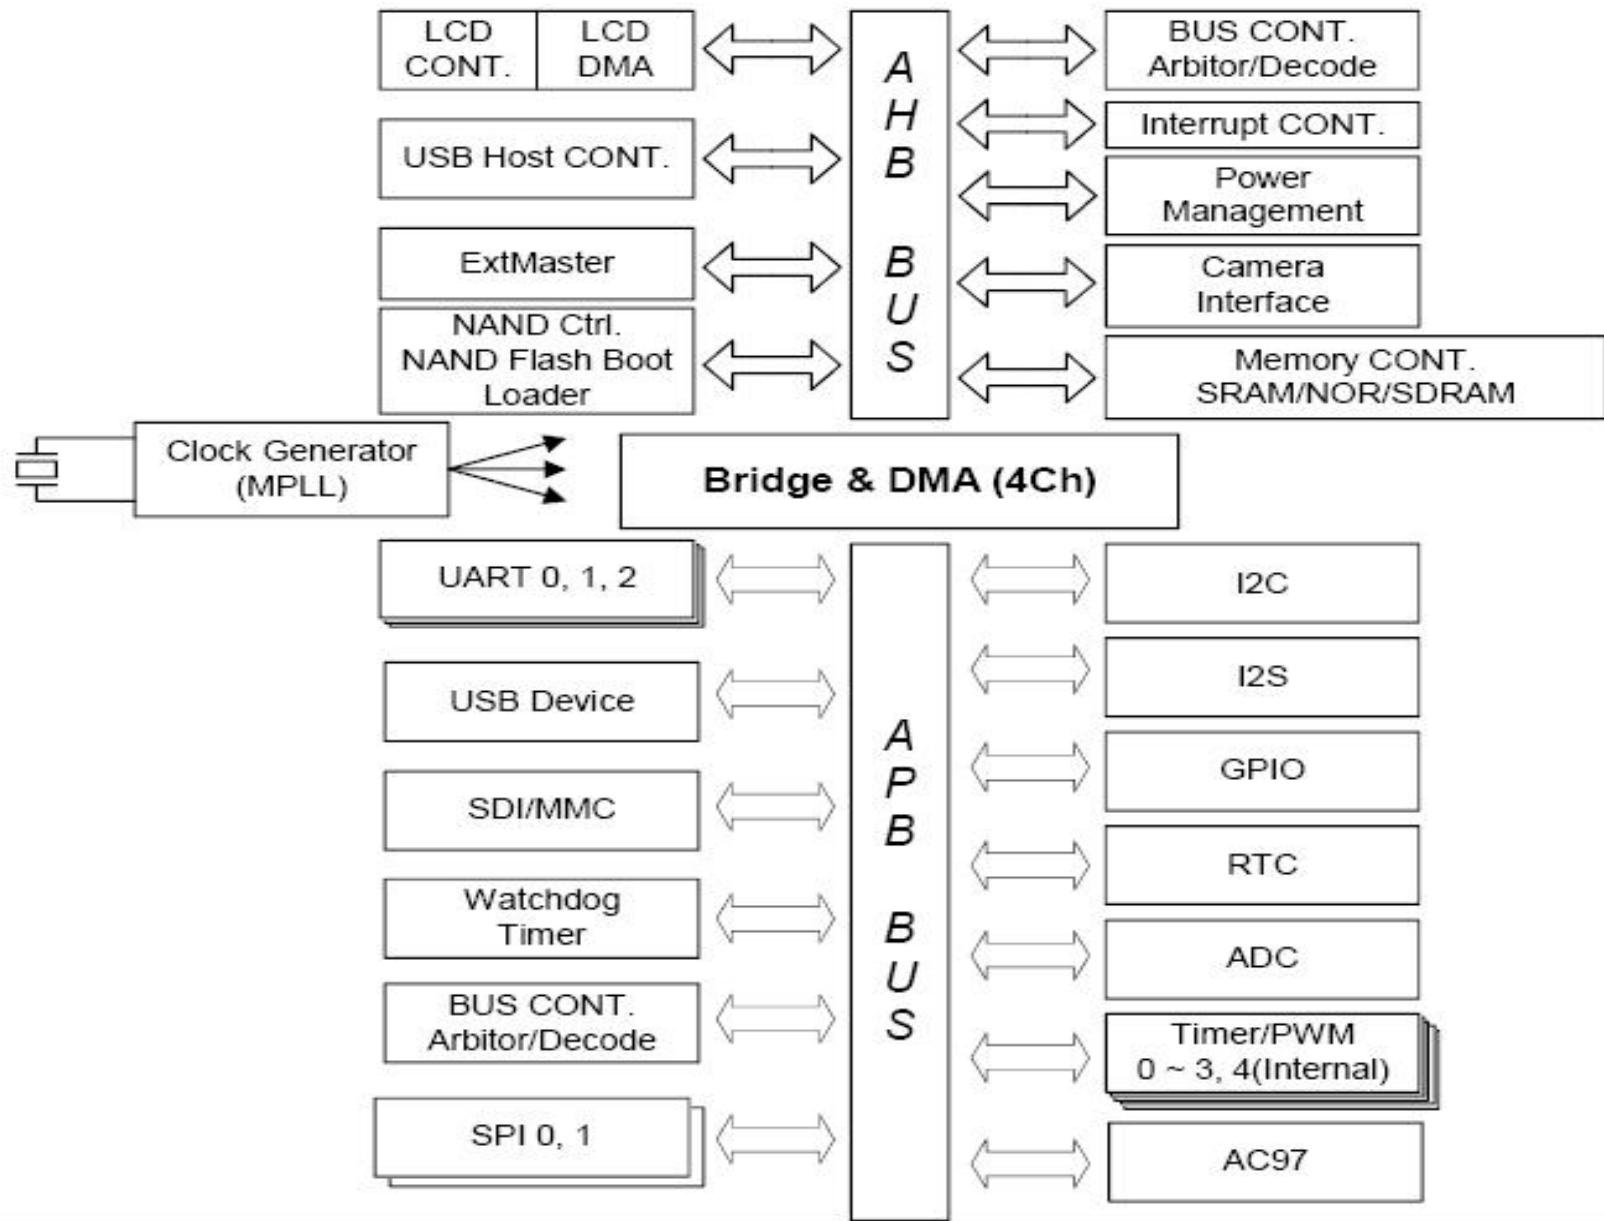 LCD
CONT.
LCD
DMA
USB Host CONT.
ExtMaster
NAND Ctrl.
NAND Flash Boot
Loader
A
H
B
B
U
S
BUS CONT.
Arbitor/Decode
Interrupt CONT.
Power
Management
Camera
Interface
Memory CONT.
SRAM/NOR/SDRAM
Clock Generator
(MPLL)
Bridge & DMA (4Ch)
UART 0, 1, 2
USB Device
SDI/MMC
Watchdog
Timer
BUS CONT.
Arbitor/Decode
SPI 0, 1
A
P
B
B
U
S
I2C
I2S
GPIO
RTC
ADC
Timer/PWM
0 ~ 3, 4(Internal)
AC97